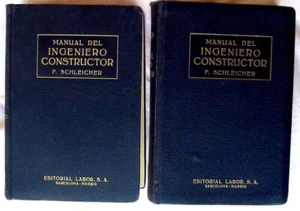 MANUAL DEL
INGENIERO
CONSTRUCTOR
P. SCHLEICHER
EDITORIAL LABOR, S. A.
BARCELONA-MADRID
MANUAL DEL
INGENIERO
CONSTRUCTOR
P. SCHLEICHER
EDITORIAL LABOR, S. A.
BARCELONA-MADRID